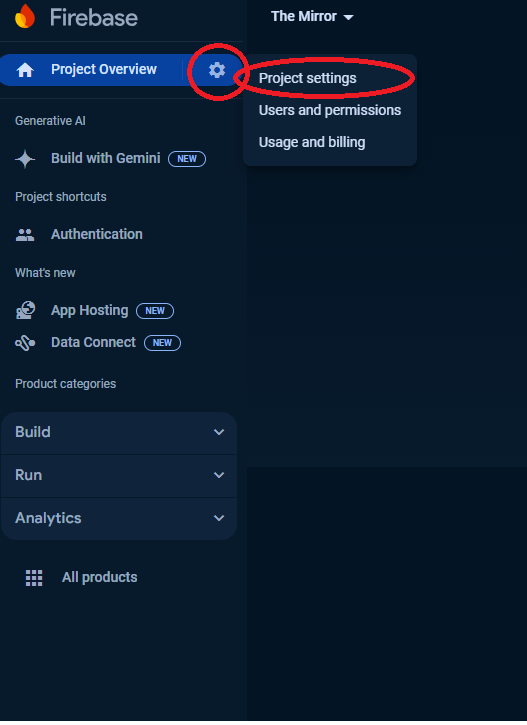 Firebase
The Mirror
Project Overview
Project settings
Users and permissions
Usage and billing
Generative AI
Build with Gemini NEW
Project shortcuts
Authentication
What's new
App Hosting NEW
Data Connect NEW
Product categories
Build
Run
Analytics
All products